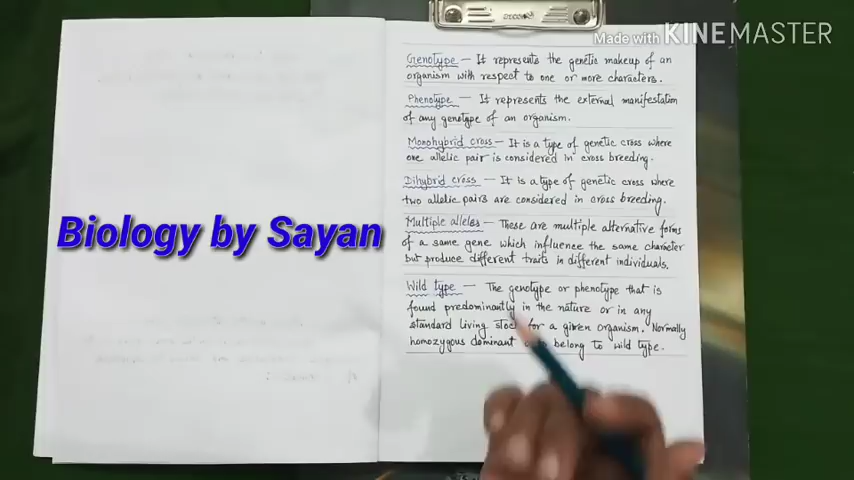 Made with KINEMASTER
Genotype — It represents the genetic makeup of an
organism with respect to one or more characters.
Phenotype — It represents the external manifestation
of any genotype of an organism.
Monohybrid cross — It is a type of genetic cross where
one allelic pair is considered in cross breeding.
Dihybrid cross — It is a type of genetic cross where
two allelic pairs are considered in cross breeding.
Multiple alleles — These are multiple alternative forms
of a same gene which influence the same character
but produce different traits in different individuals.
Wild type — The genotype or phenotype that is
found predominantly in the nature or in any
standard living stock for a given organism. Normally
homozygous dominant belong to wild type.
Biology by Sayan